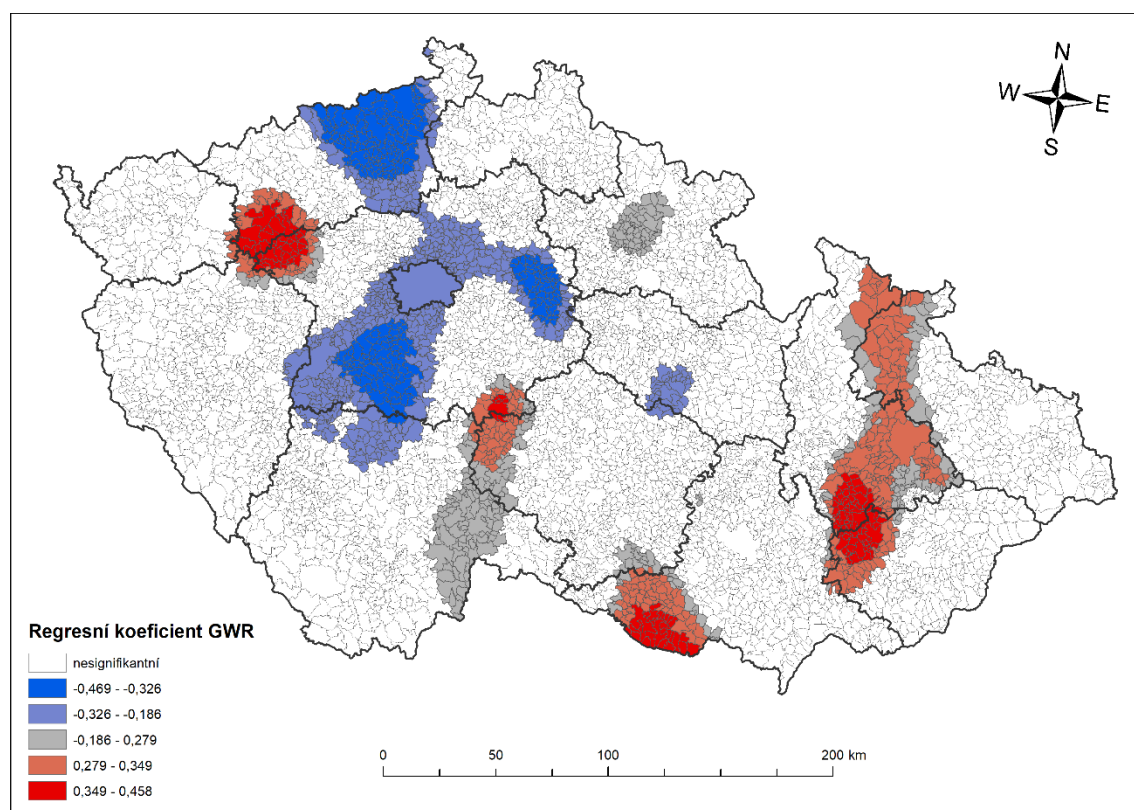 N
W
E
S
Regresní koeficient GWR
nesignifikantní
-0,469 - -0,326
-0,326 - -0,186
-0,186 - 0,279
0,279 - 0,349
0,349 - 0,458
0 50 100 200 km